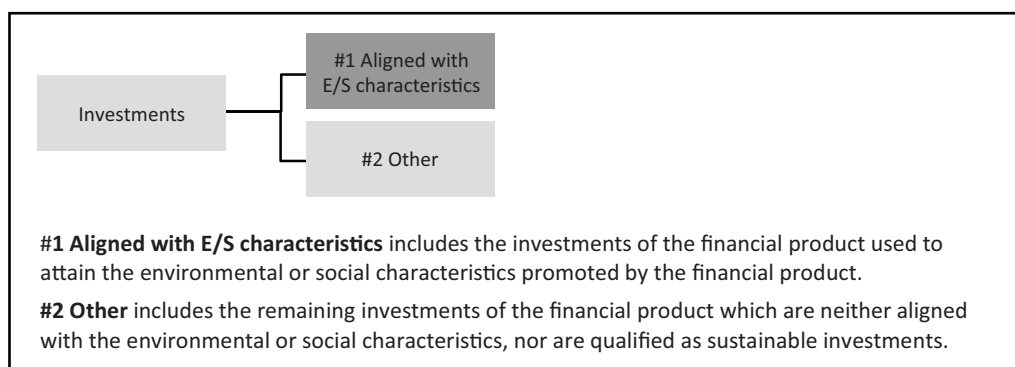 #1 Aligned with
E/S characteristics
Investments
#2 Other
#1 Aligned with E/S characteristics includes the investments of the financial product used to
attain the environmental or social characteristics promoted by the financial product.
#2 Other includes the remaining investments of the financial product which are neither aligned
with the environmental or social characteristics, nor are qualified as sustainable investments.